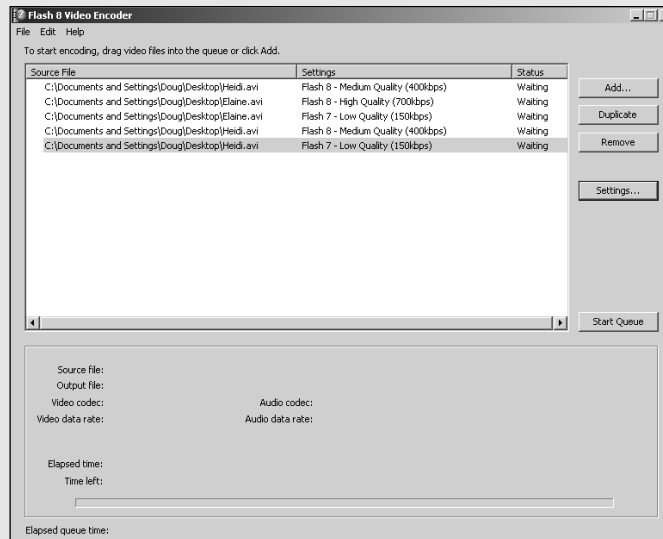 Flash 8 Video Encoder
File Edit Help
To start encoding, drag video files into the queue or click Add.
Source File Settings Status
C:\Documents and Settings\Doug\Desktop\Heidi.avi Flash 8 - Medium Quality (400kbps) Waiting
C:\Documents and Settings\Doug\Desktop\Elaine.avi Flash 8 - High Quality (700kbps) Waiting
C:\Documents and Settings\Doug\Desktop\Elaine.avi Flash 7 - Low Quality (150kbps) Waiting
C:\Documents and Settings\Doug\Desktop\Heidi.avi Flash 8 - Medium Quality (400kbps) Waiting
C:\Documents and Settings\Doug\Desktop\Heidi.avi Flash 7 - Low Quality (150kbps) Waiting
Add...
Duplicate
Remove
Settings...
Start Queue
Source file:
Output file:
Video codec: Audio codec:
Video data rate: Audio data rate:
Elapsed time:
Time left:
Elapsed queue time: